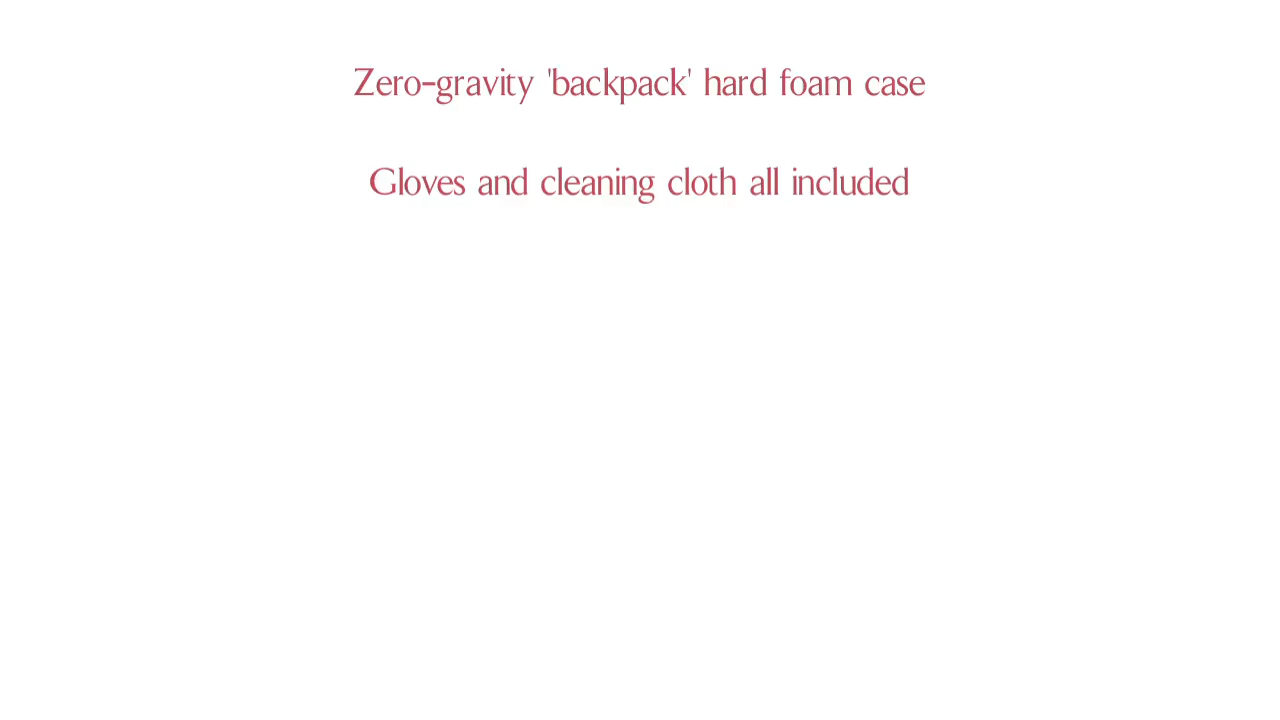 Zero-gravity 'backpack' hard foam case
Gloves and cleaning cloth all included